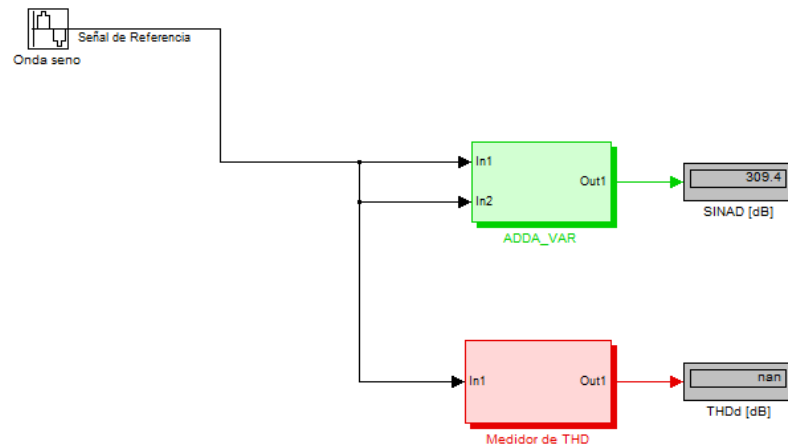 Señal de Referencia
Onda seno
In1
In2
Out1
309.4
SINAD [dB]
ADDA_VAR
In1
Out1
nan
THDd [dB]
Medidor de THD